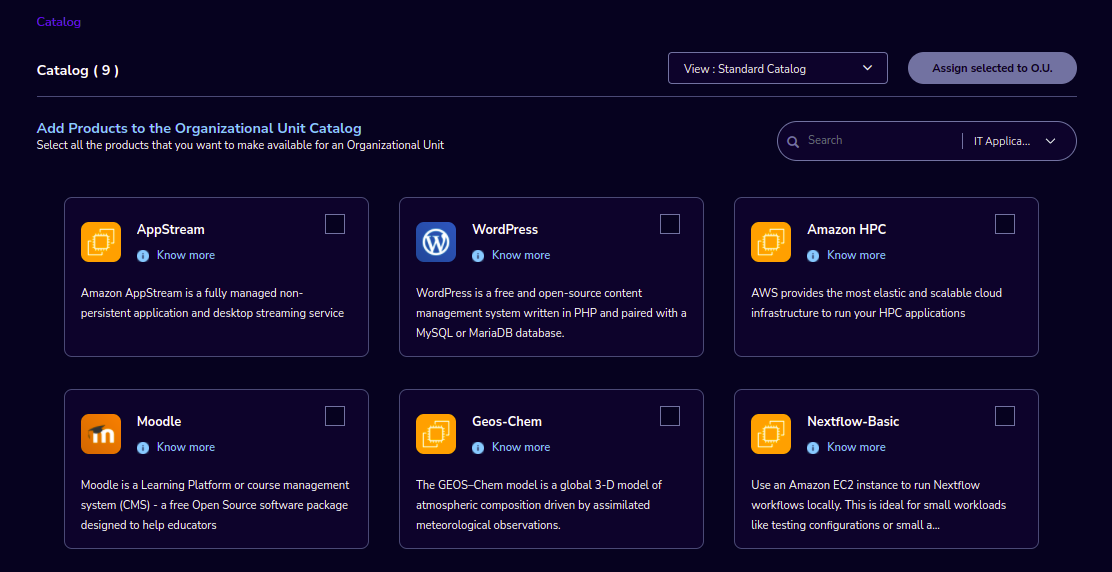 Catalog
Catalog ( 9 )
View : Standard Catalog
Assign selected to O.U.
Add Products to the Organizational Unit Catalog
Select all the products that you want to make available for an Organizational Unit
Search
IT Applica...
AppStream
Know more
Amazon AppStream is a fully managed non-
persistent application and desktop streaming service
WordPress
Know more
WordPress is a free and open-source content
management system written in PHP and paired with a
MySQL or MariaDB database.
Amazon HPC
Know more
AWS provides the most elastic and scalable cloud
infrastructure to run your HPC applications
Moodle
Know more
Moodle is a Learning Platform or course management
system (CMS) - a free Open Source software package
designed to help educators
Geos-Chem
Know more
The GEOS–Chem model is a global 3-D model of
atmospheric composition driven by assimilated
meteorological observations.
Nextflow-Basic
Know more
Use an Amazon EC2 instance to run Nextflow
workflows locally. This is ideal for small workloads
like testing configurations or small a...